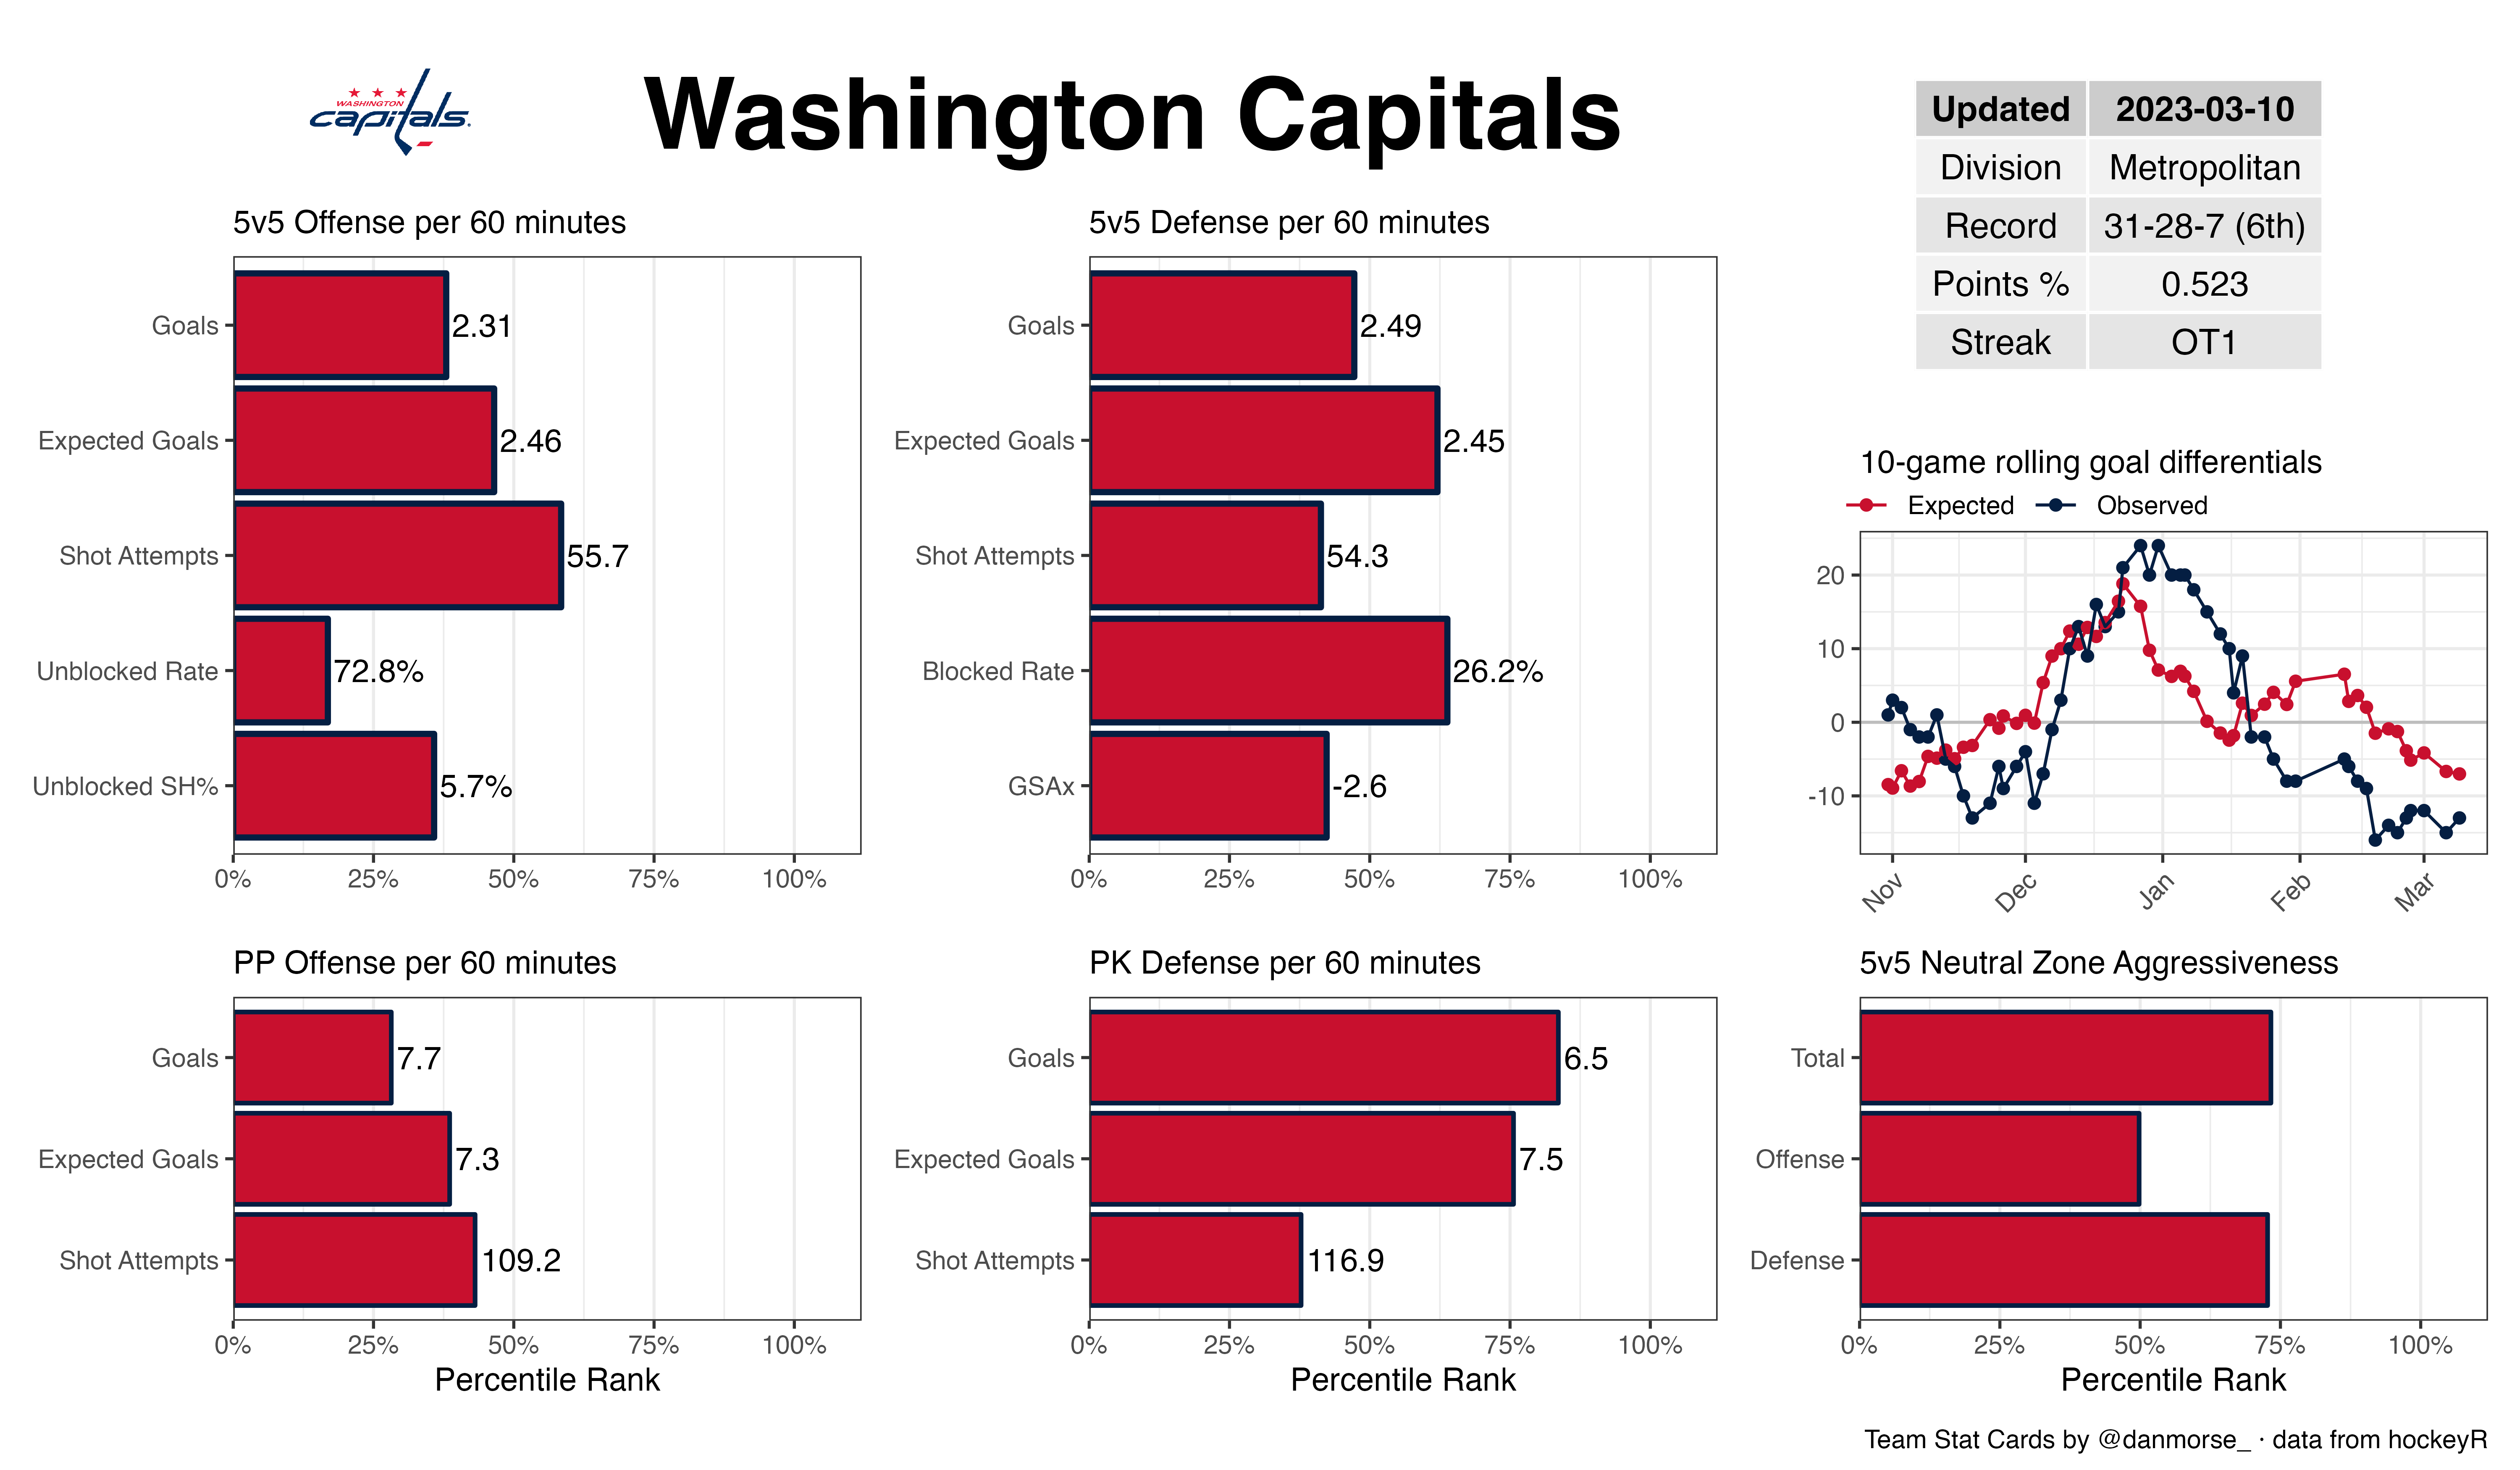 WASHINGTON
capitals.
Washington Capitals
Updated 2023-03-10
Division Metropolitan
Record 31-28-7 (6th)
Points % 0.523
Streak OT1
5v5 Offense per 60 minutes
Goals 2.31
Expected Goals 2.46
Shot Attempts 55.7
Unblocked Rate 72.8%
Unblocked SH% 5.7%
0% 25% 50% 75% 100%
5v5 Defense per 60 minutes
Goals 2.49
Expected Goals 2.45
Shot Attempts 54.3
Blocked Rate 26.2%
GSAx -2.6
0% 25% 50% 75% 100%
10-game rolling goal differentials
Expected Observed
20
10
0
-10
Nov Dec Jan Feb Mar
PP Offense per 60 minutes
Goals 7.7
Expected Goals 7.3
Shot Attempts 109.2
0% 25% 50% 75% 100%
Percentile Rank
PK Defense per 60 minutes
Goals 6.5
Expected Goals 7.5
Shot Attempts 116.9
0% 25% 50% 75% 100%
Percentile Rank
5v5 Neutral Zone Aggressiveness
Total
Offense
Defense
0% 25% 50% 75% 100%
Percentile Rank
Team Stat Cards by @danmorse_ · data from hockeyR